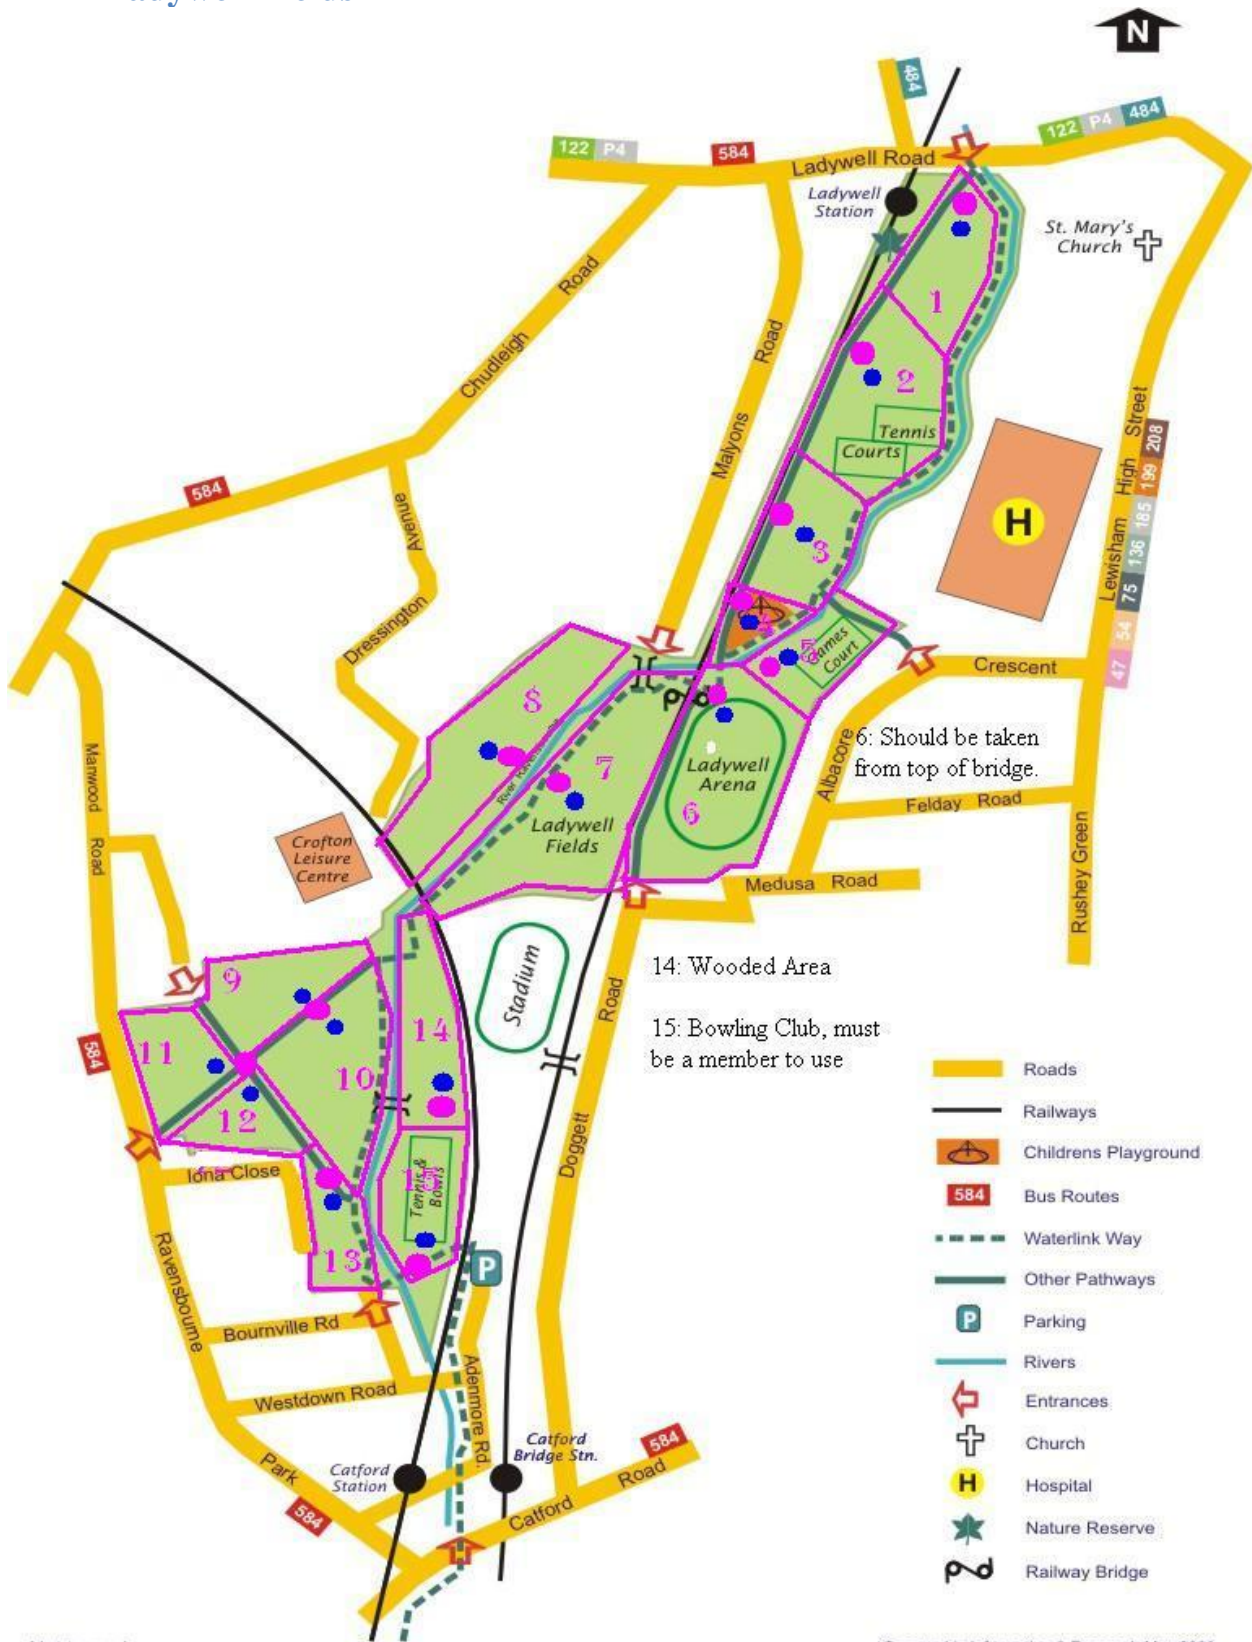 N
484
122 P4
584
Ladywell Road
122 P4 484
Ladywell
Station
St. Mary's
Church
Chudleigh
Road
Malyons
Road
1
2
Tennis
Courts
3
4
5
Games
Court
H
Lewisham High Street
208
199
185
136
75
54
47
Crescent
584
Avenue
Dressington
Manwood
Road
8
7
Ladywell
Fields
Ladywell
Arena
6
6: Should be taken
from top of bridge.
Albacore
Felday Road
Medusa Road
Rushey Green
Crofton
Leisure
Centre
Stadium
14: Wooded Area
15: Bowling Club, must
be a member to use
Doggett
Road
9
10
11
12
13
14
584
Iona Close
Tennis &
Bowls
P
Ravensbourne
Park
Bournville Rd
Westdown Road
Adenmore Rd.
Catford
Station
Catford
Bridge Stn.
584
Catford Road
584
Roads
Railways
Childrens Playground
584 Bus Routes
Waterlink Way
Other Pathways
P Parking
Rivers
Entrances
Church
H Hospital
Nature Reserve
Railway Bridge